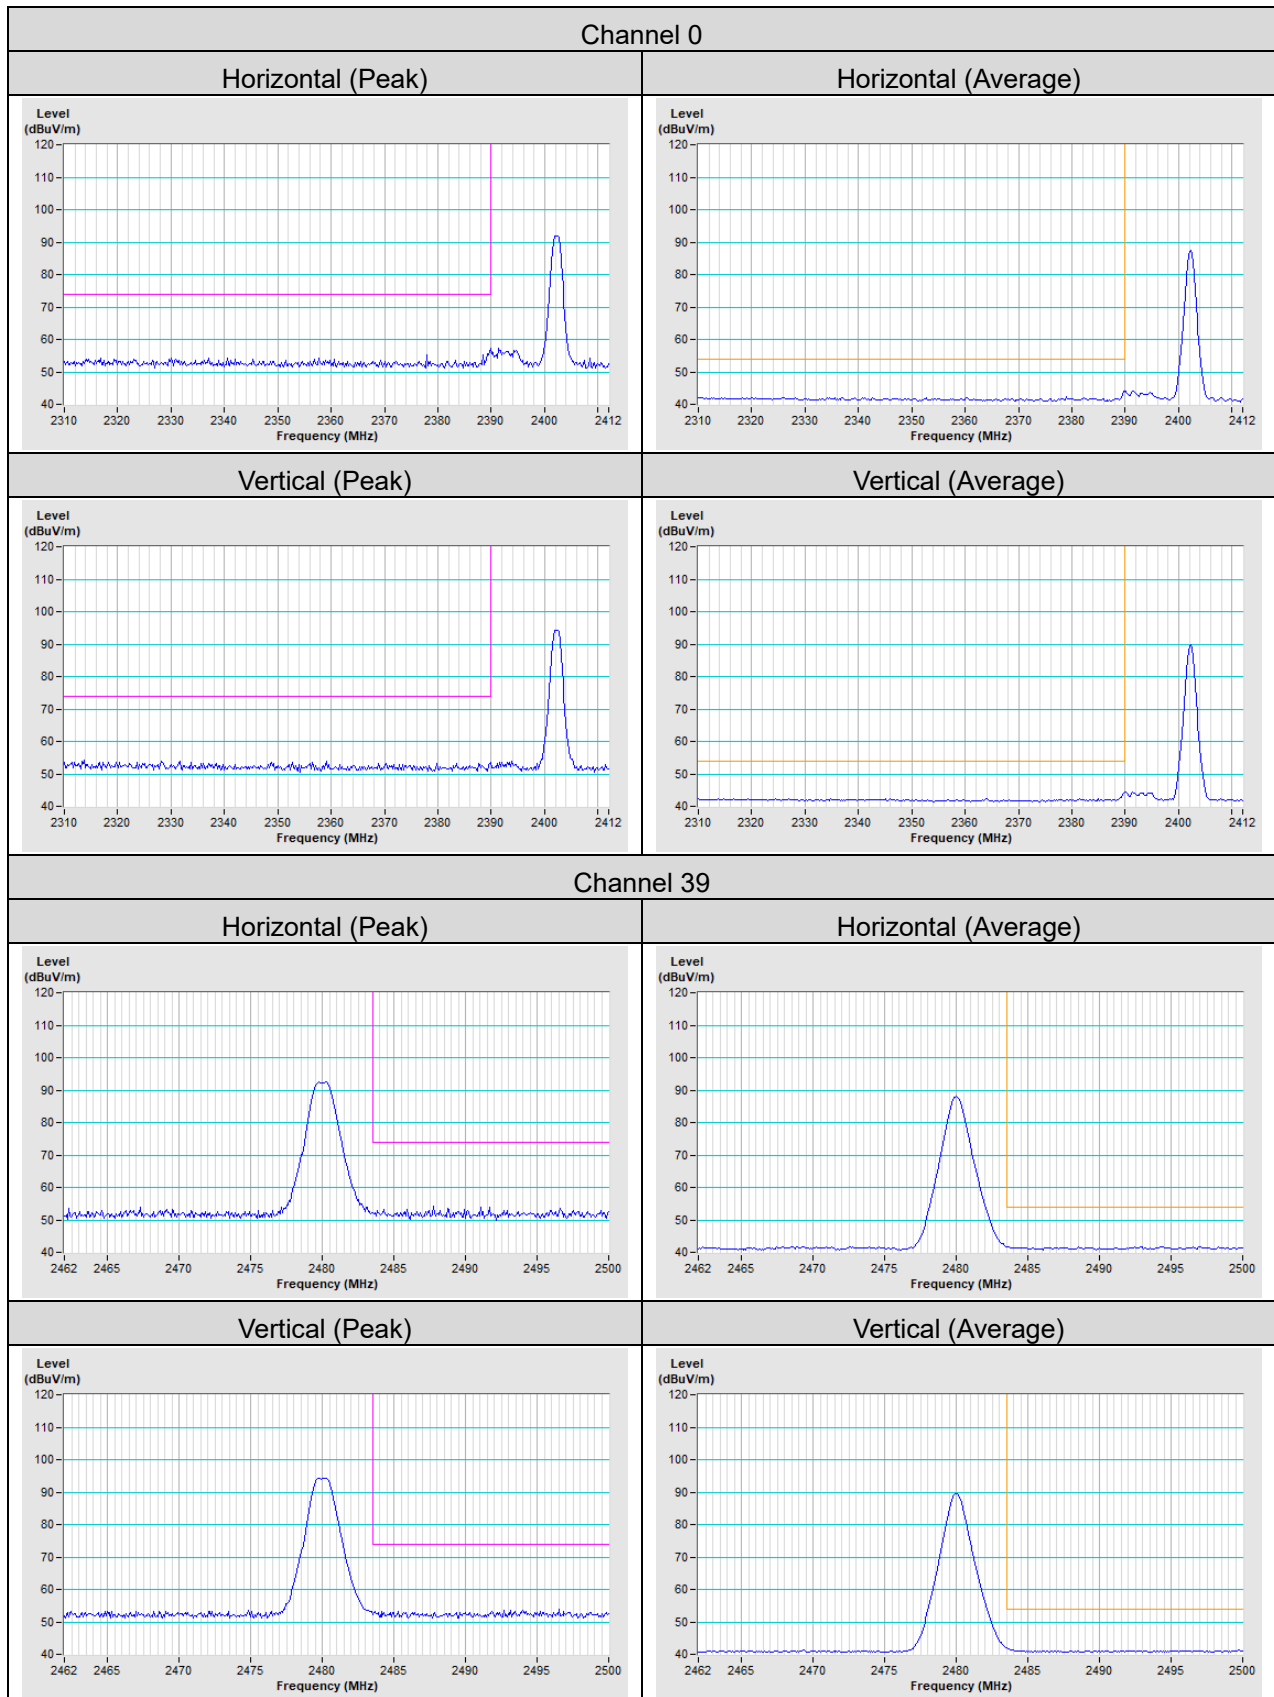 Channel 0
Horizontal (Peak)
Horizontal (Average)
Level
(dBuV/m)
120
110
100
90
80
70
60
50
40
2310 2320 2330 2340 2350 2360 2370 2380 2390 2400 2412
Frequency (MHz)
Level
(dBuV/m)
120
110
100
90
80
70
60
50
40
2310 2320 2330 2340 2350 2360 2370 2380 2390 2400 2412
Frequency (MHz)
Vertical (Peak)
Vertical (Average)
Level
(dBuV/m)
120
110
100
90
80
70
60
50
40
2310 2320 2330 2340 2350 2360 2370 2380 2390 2400 2412
Frequency (MHz)
Level
(dBuV/m)
120
110
100
90
80
70
60
50
40
2310 2320 2330 2340 2350 2360 2370 2380 2390 2400 2412
Frequency (MHz)
Channel 39
Horizontal (Peak)
Horizontal (Average)
Level
(dBuV/m)
120
110
100
90
80
70
60
50
40
2462 2465 2470 2475 2480 2485 2490 2495 2500
Frequency (MHz)
Level
(dBuV/m)
120
110
100
90
80
70
60
50
40
2462 2465 2470 2475 2480 2485 2490 2495 2500
Frequency (MHz)
Vertical (Peak)
Vertical (Average)
Level
(dBuV/m)
120
110
100
90
80
70
60
50
40
2462 2465 2470 2475 2480 2485 2490 2495 2500
Frequency (MHz)
Level
(dBuV/m)
120
110
100
90
80
70
60
50
40
2462 2465 2470 2475 2480 2485 2490 2495 2500
Frequency (MHz)